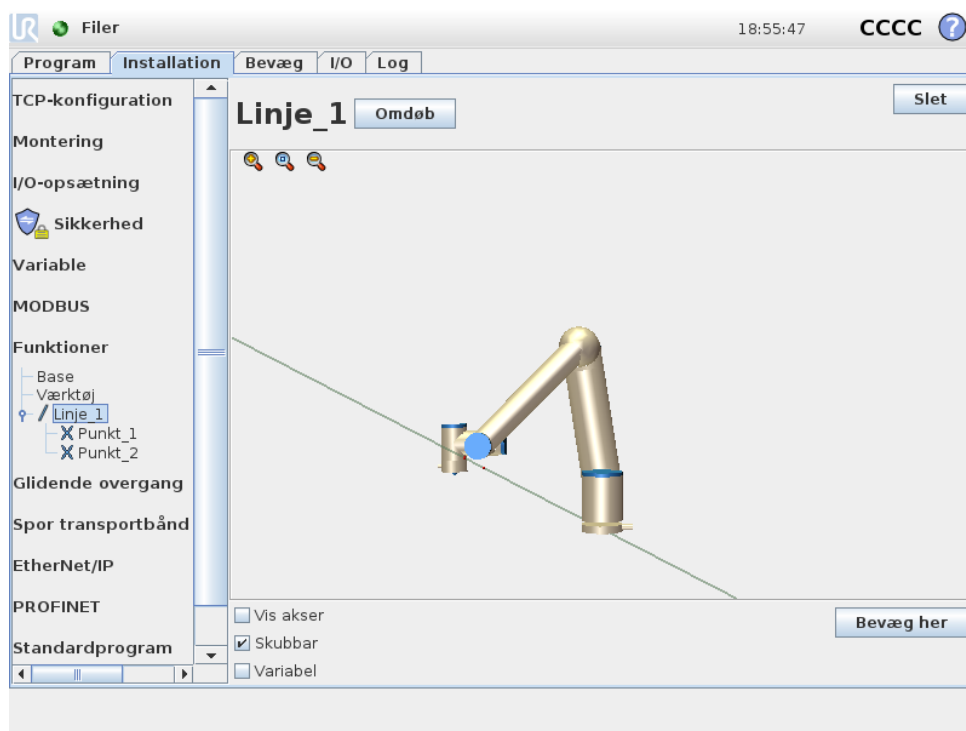 UR Filer 18:55:47 CCCC ?
Program Installation Bevæg I/O Log
TCP-konfiguration
Montering
I/O-opsætning
Sikkerhed
Variable
MODBUS
Funktioner
Base
Værktøj
Linje_1
Punkt_1
Punkt_2
Glidende overgang
Spor transportbånd
EtherNet/IP
PROFINET
Standardprogram
Linje_1 Omdøb Slet
Vis akser
Skubbar
Variabel
Bevæg her